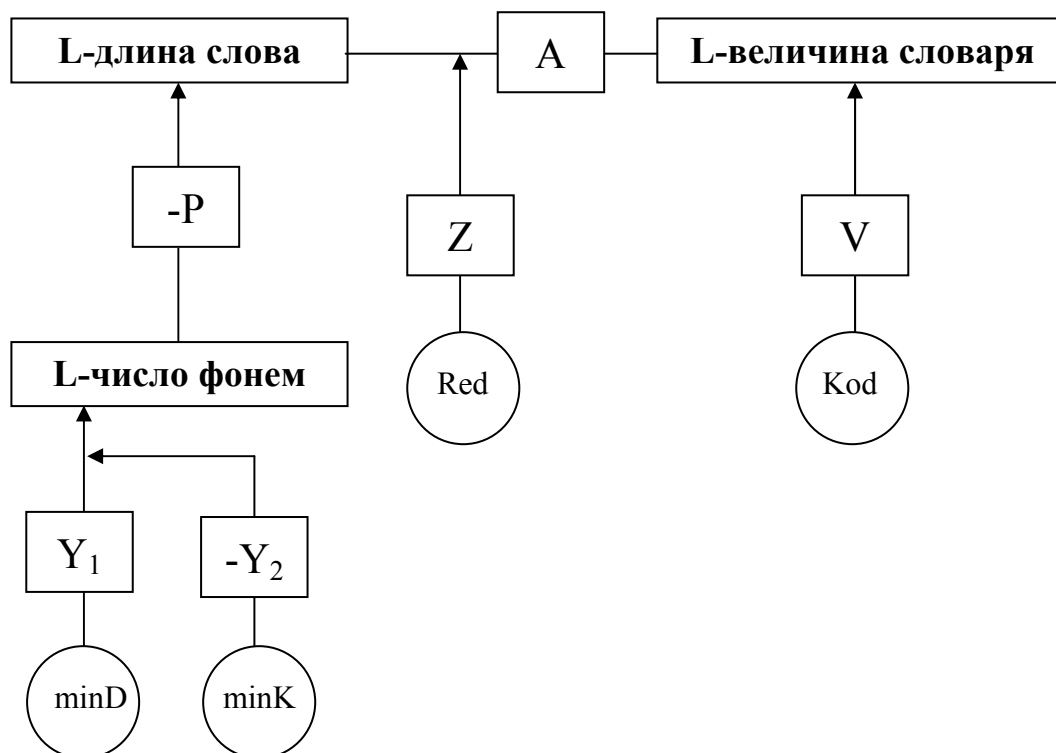 L-длина слова
A
L-величина словаря
-P
Z
V
L-число фонем
Red
Kod
Y₁
-Y₂
minD
minK